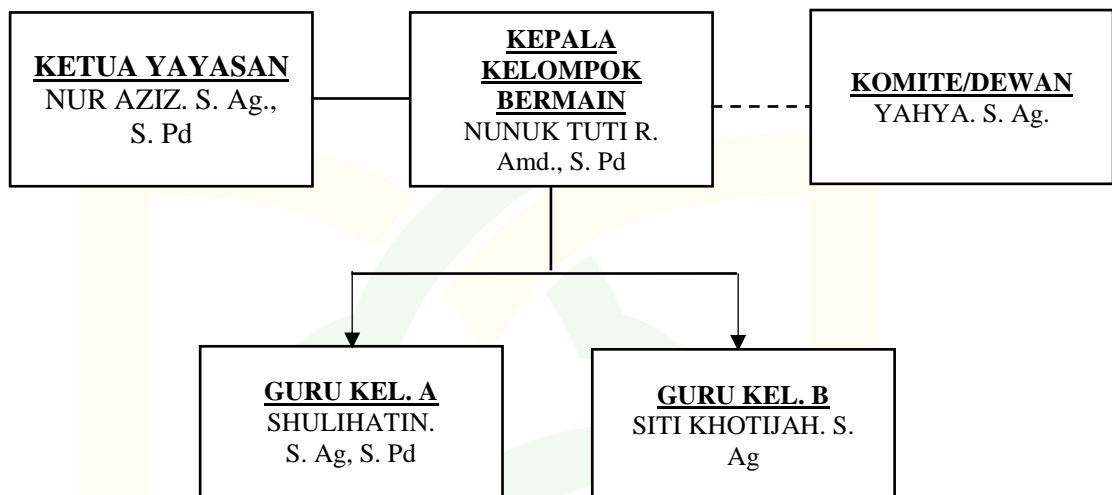 KETUA YAYASAN
NUR AZIZ. S. Ag.,
S. Pd
KEPALA
KELOMPOK
BERMAIN
NUNUK TUTI R.
Amd., S. Pd
KOMITE/DEWAN
YAHYA. S. Ag.
GURU KEL. A
SHULIHATIN.
S. Ag, S. Pd
GURU KEL. B
SITI KHOTIJAH. S.
Ag